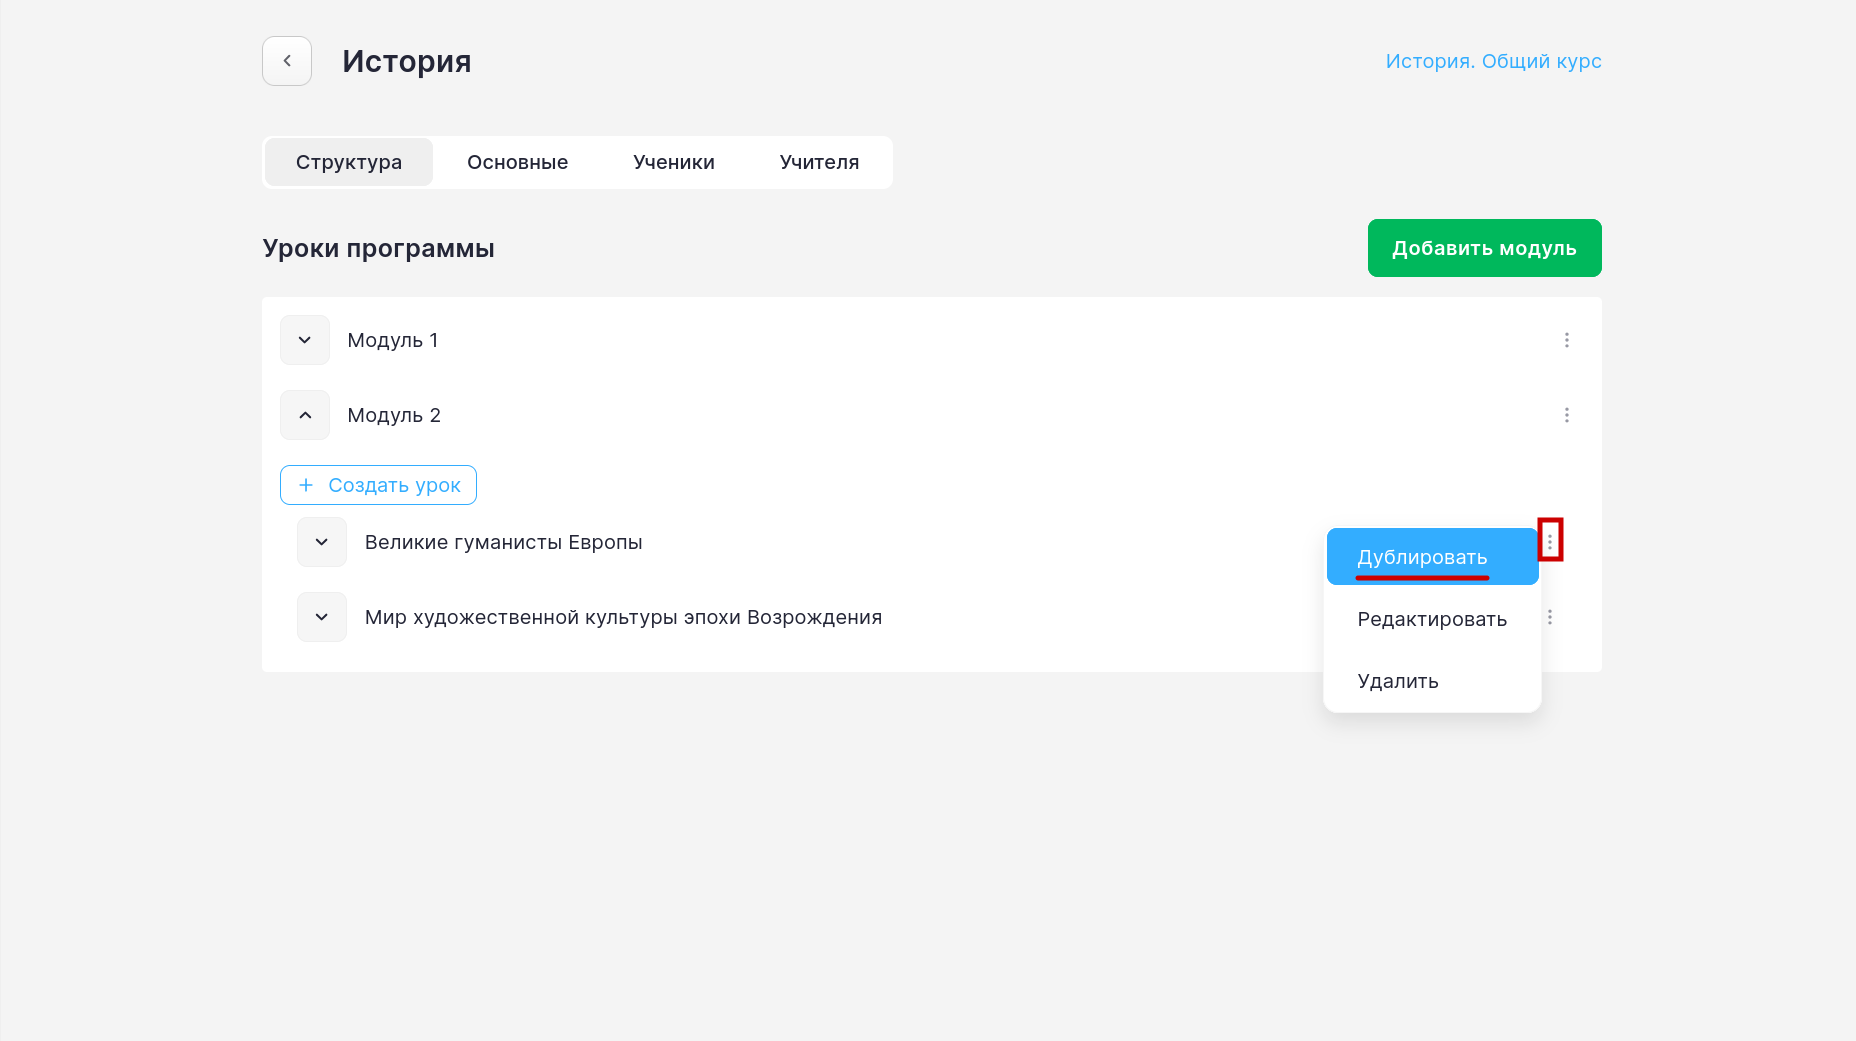 История
История. Общий курс
Структура
Основные
Ученики
Учителя
Уроки программы
Добавить модуль
Модуль 1
Модуль 2
+ Создать урок
Великие гуманисты Европы
Мир художественной культуры эпохи Возрождения
Дублировать
Редактировать
Удалить